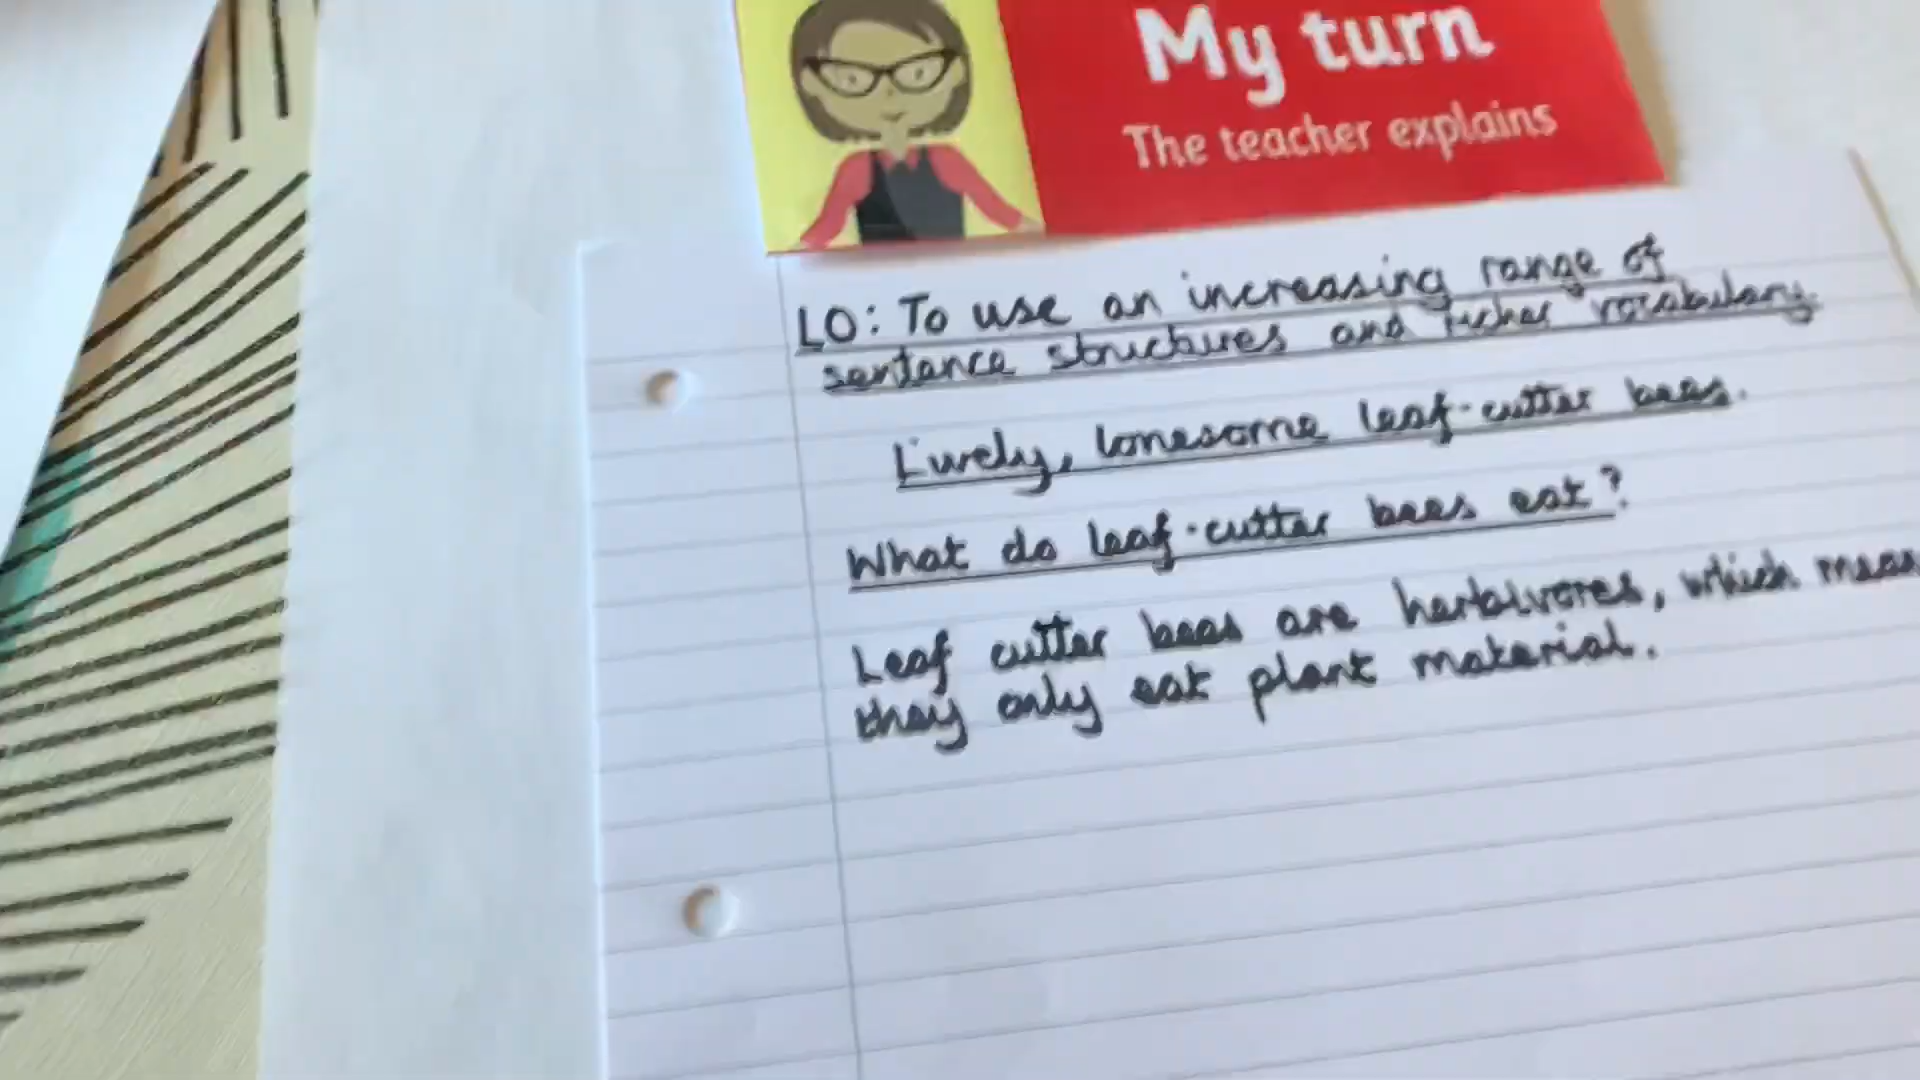 My turn
The teacher explains
LO: To use an increasing range of
sentence structures and richer vocabulary.
Lively, lonesome leaf-cutter bees.
What do leaf-cutter bees eat?
Leaf cutter bees are herbivores, which mean
they only eat plant material.